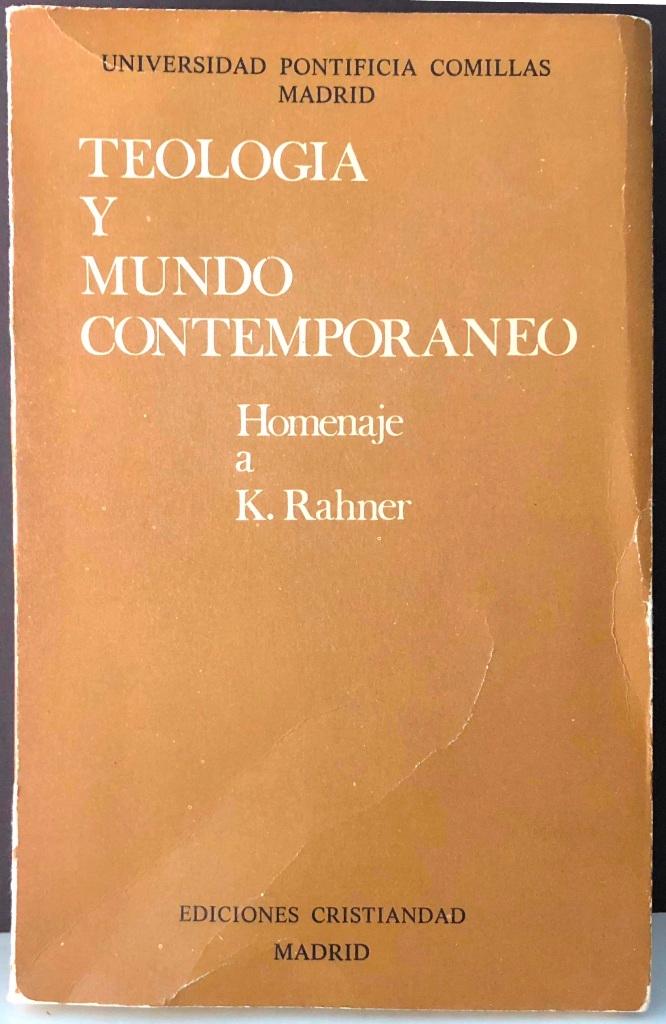 UNIVERSIDAD PONTIFICIA COMILLAS
MADRID
TEOLOGIA
Y
MUNDO
CONTEMPORANEO
Homenaje
a
K. Rahner
EDICIONES CRISTIANDAD
MADRID